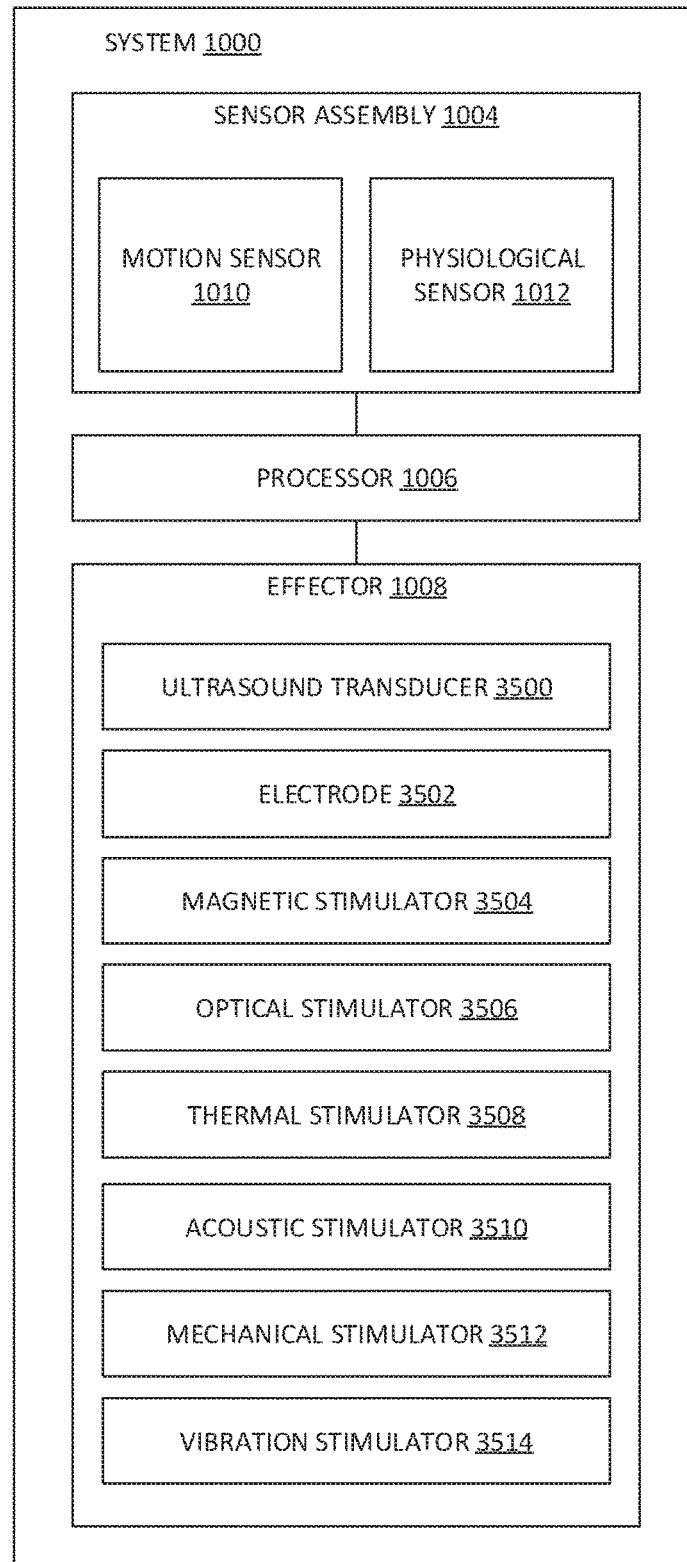 SYSTEM 1000
SENSOR ASSEMBLY 1004
MOTION SENSOR
1010
PHYSIOLOGICAL
SENSOR 1012
PROCESSOR 1006
EFFECTOR 1008
ULTRASOUND TRANSDUCER 3500
ELECTRODE 3502
MAGNETIC STIMULATOR 3504
OPTICAL STIMULATOR 3506
THERMAL STIMULATOR 3508
ACOUSTIC STIMULATOR 3510
MECHANICAL STIMULATOR 3512
VIBRATION STIMULATOR 3514